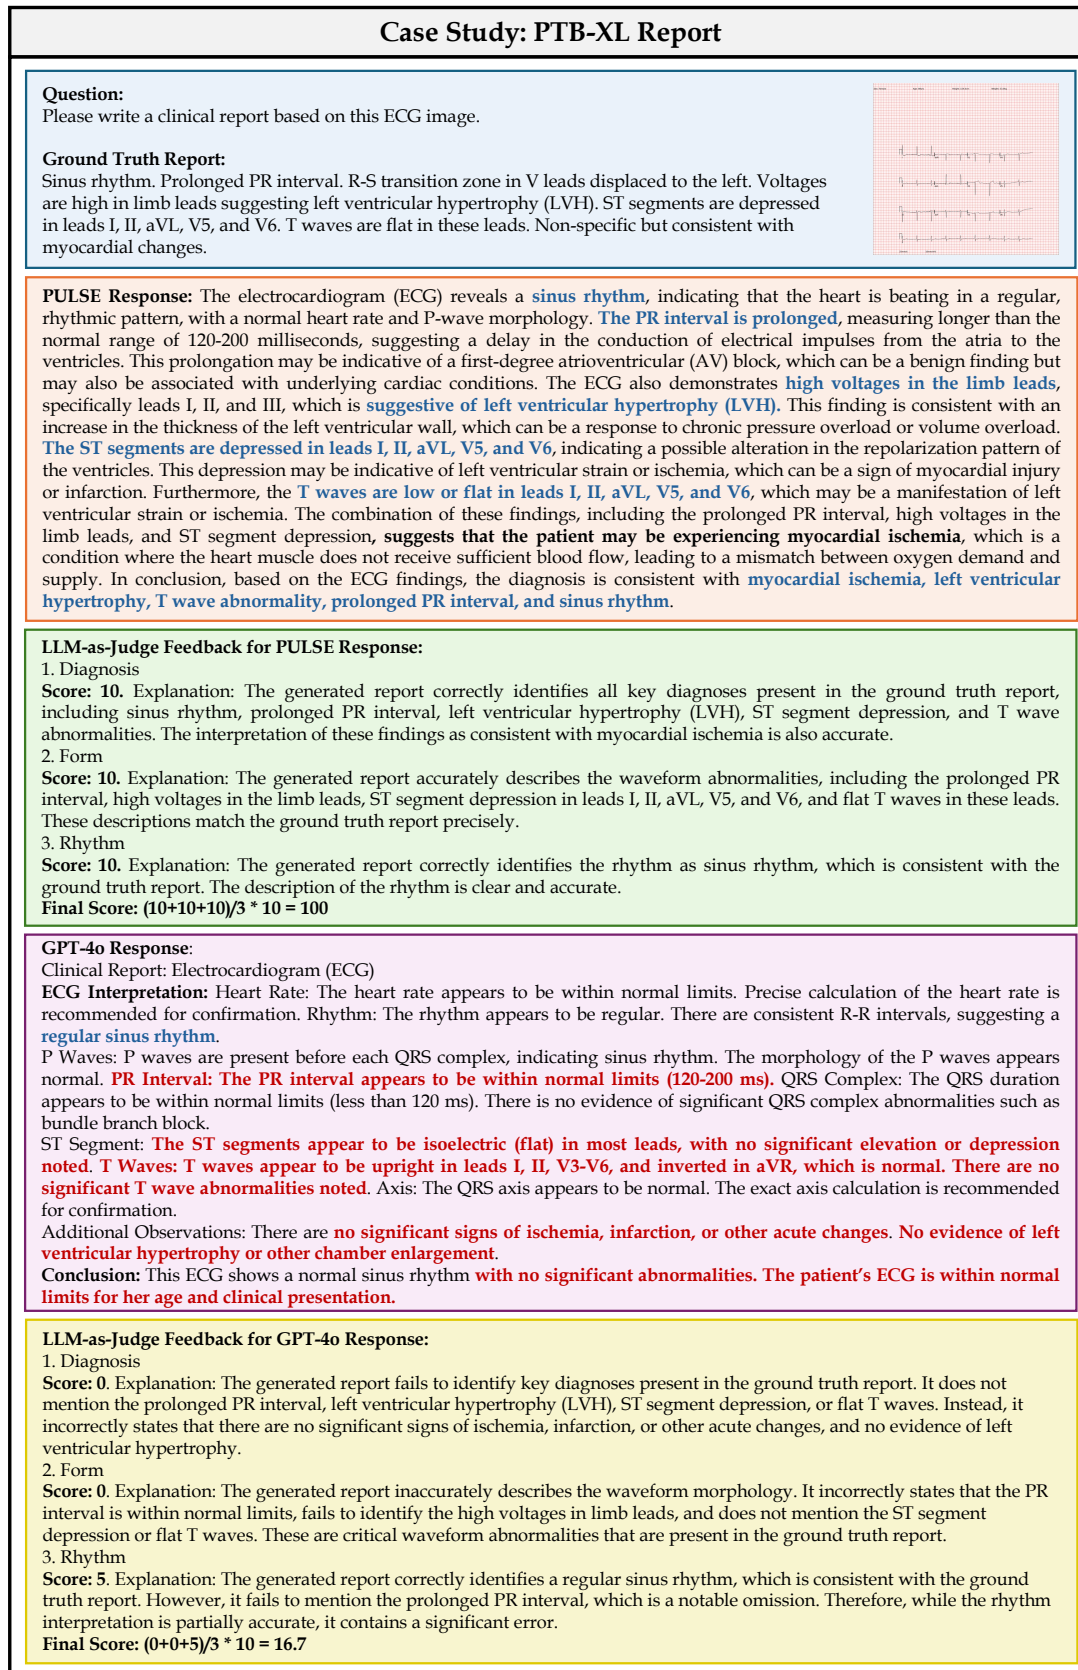 Case Study: PTB-XL Report
Question:
Please write a clinical report based on this ECG image.
Ground Truth Report:
Sinus rhythm. Prolonged PR interval. R-S transition zone in V leads displaced to the left. Voltages
are high in limb leads suggesting left ventricular hypertrophy (LVH). ST segments are depressed
in leads I, II, aVL, V5, and V6. T waves are flat in these leads. Non-specific but consistent with
myocardial changes.
PULSE Response: The electrocardiogram (ECG) reveals a sinus rhythm, indicating that the heart is beating in a regular,
rhythmic pattern, with a normal heart rate and P-wave morphology. The PR interval is prolonged, measuring longer than the
normal range of 120-200 milliseconds, suggesting a delay in the conduction of electrical impulses from the atria to the
ventricles. This prolongation may be indicative of a first-degree atrioventricular (AV) block, which can be a benign finding but
may also be associated with underlying cardiac conditions. The ECG also demonstrates high voltages in the limb leads,
specifically leads I, II, and III, which is suggestive of left ventricular hypertrophy (LVH). This finding is consistent with an
increase in the thickness of the left ventricular wall, which can be a response to chronic pressure overload or volume overload.
The ST segments are depressed in leads I, II, aVL, V5, and V6, indicating a possible alteration in the repolarization pattern of
the ventricles. This depression may be indicative of left ventricular strain or ischemia, which can be a sign of myocardial injury
or infarction. Furthermore, the T waves are low or flat in leads I, II, aVL, V5, and V6, which may be a manifestation of left
ventricular strain or ischemia. The combination of these findings, including the prolonged PR interval, high voltages in the
limb leads, and ST segment depression, suggests that the patient may be experiencing myocardial ischemia, which is a
condition where the heart muscle does not receive sufficient blood flow, leading to a mismatch between oxygen demand and
supply. In conclusion, based on the ECG findings, the diagnosis is consistent with myocardial ischemia, left ventricular
hypertrophy, T wave abnormality, prolonged PR interval, and sinus rhythm.
LLM-as-Judge Feedback for PULSE Response:
1. Diagnosis
Score: 10. Explanation: The generated report correctly identifies all key diagnoses present in the ground truth report,
including sinus rhythm, prolonged PR interval, left ventricular hypertrophy (LVH), ST segment depression, and T wave
abnormalities. The interpretation of these findings as consistent with myocardial ischemia is also accurate.
2. Form
Score: 10. Explanation: The generated report accurately describes the waveform abnormalities, including the prolonged PR
interval, high voltages in the limb leads, ST segment depression in leads I, II, aVL, V5, and V6, and flat T waves in these leads.
These descriptions match the ground truth report precisely.
3. Rhythm
Score: 10. Explanation: The generated report correctly identifies the rhythm as sinus rhythm, which is consistent with the
ground truth report. The description of the rhythm is clear and accurate.
Final Score: (10+10+10)/3 * 10 = 100
GPT-4o Response:
Clinical Report: Electrocardiogram (ECG)
ECG Interpretation: Heart Rate: The heart rate appears to be within normal limits. Precise calculation of the heart rate is
recommended for confirmation. Rhythm: The rhythm appears to be regular. There are consistent R-R intervals, suggesting a
regular sinus rhythm.
P Waves: P waves are present before each QRS complex, indicating sinus rhythm. The morphology of the P waves appears
normal. PR Interval: The PR interval appears to be within normal limits (120-200 ms). QRS Complex: The QRS duration
appears to be within normal limits (less than 120 ms). There is no evidence of significant QRS complex abnormalities such as
bundle branch block.
ST Segment: The ST segments appear to be isoelectric (flat) in most leads, with no significant elevation or depression
noted. T Waves: T waves appear to be upright in leads I, II, V3-V6, and inverted in aVR, which is normal. There are no
significant T wave abnormalities noted. Axis: The QRS axis appears to be normal. The exact axis calculation is recommended
for confirmation.
Additional Observations: There are no significant signs of ischemia, infarction, or other acute changes. No evidence of left
ventricular hypertrophy or other chamber enlargement.
Conclusion: This ECG shows a normal sinus rhythm with no significant abnormalities. The patient's ECG is within normal
limits for her age and clinical presentation.
LLM-as-Judge Feedback for GPT-4o Response:
1. Diagnosis
Score: 0. Explanation: The generated report fails to identify key diagnoses present in the ground truth report. It does not
mention the prolonged PR interval, left ventricular hypertrophy (LVH), ST segment depression, or flat T waves. Instead, it
incorrectly states that there are no significant signs of ischemia, infarction, or other acute changes, and no evidence of left
ventricular hypertrophy.
2. Form
Score: 0. Explanation: The generated report inaccurately describes the waveform morphology. It incorrectly states that the PR
interval is within normal limits, fails to identify the high voltages in limb leads, and does not mention the ST segment
depression or flat T waves. These are critical waveform abnormalities that are present in the ground truth report.
3. Rhythm
Score: 5. Explanation: The generated report correctly identifies a regular sinus rhythm, which is consistent with the ground
truth report. However, it fails to mention the prolonged PR interval, which is a notable omission. Therefore, while the rhythm
interpretation is partially accurate, it contains a significant error.
Final Score: (0+0+5)/3 * 10 = 16.7